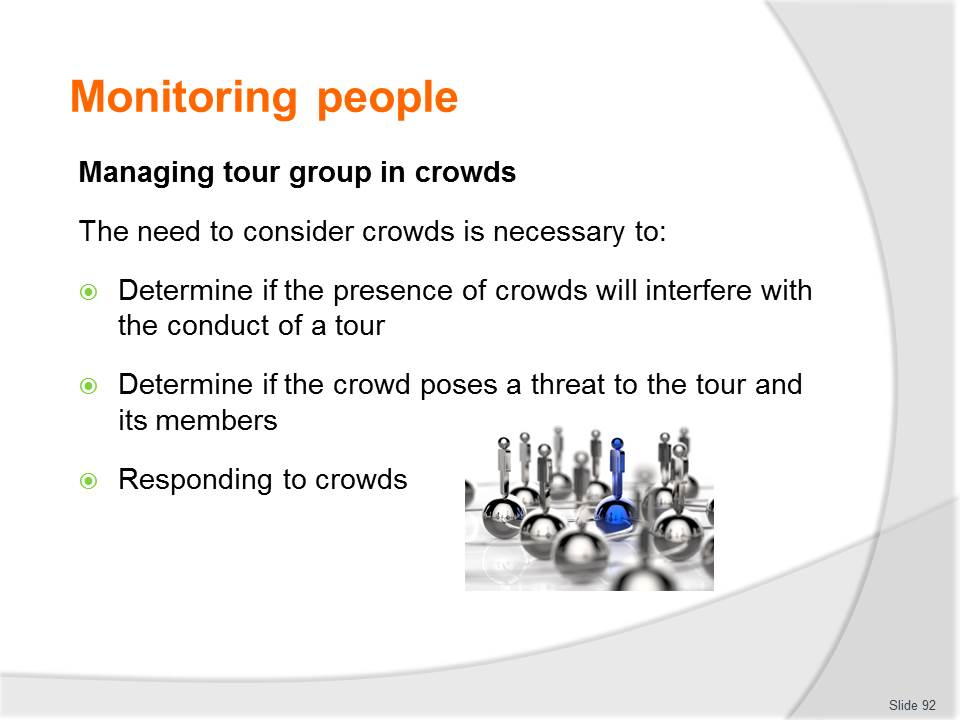 Monitoring people
Managing tour group in crowds
The need to consider crowds is necessary to:
Determine if the presence of crowds will interfere with
the conduct of a tour
Determine if the crowd poses a threat to the tour and
its members
Responding to crowds
Slide 92